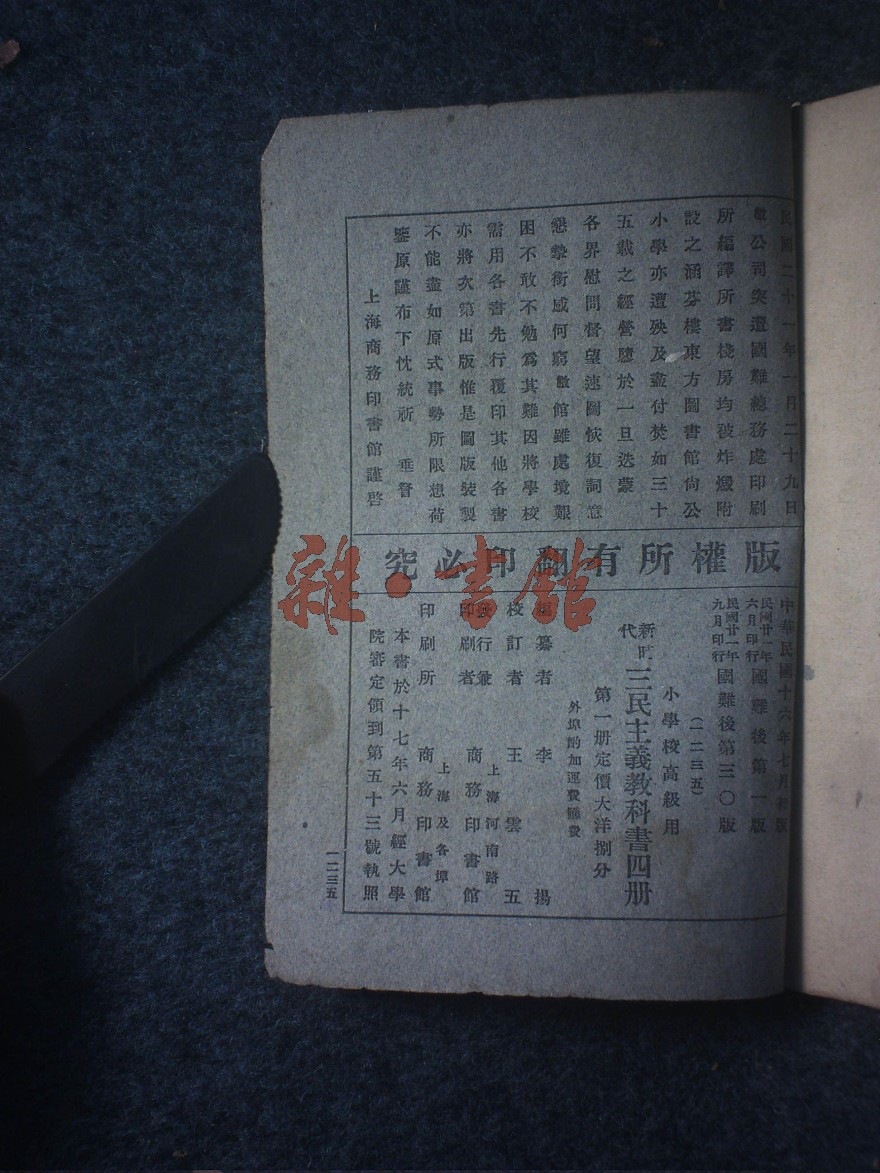 民國二十一年一月二十九日
敝公司突遭國難總務處印刷
所編譯所書棧房均被炸燬附
設之涵芬樓東方圖書館尙公
小學亦遭殃及盡付焚如三十
五載之經營隳於一旦迭蒙
各界慰問督望速圖恢復詞意
懇摯銜感何窮敝館雖處境艱
困不敢不勉爲其難因將學校
需用各書先行覆印其他各書
亦將次第出版惟是圖版裝製
不能盡如原式事勢所限想荷
鑒原謹布下忱統祈 垂詧
上海商務印書館謹啓
版權所有翻印必究
中華民國十六年七月初版
民國廿一年六月印行國難後第一版
民國廿一年九月印行國難後第三〇版
(一二三五)
小學校高級用
新時代三民主義教科書四册
第一册定價大洋捌分
外埠酌加運費匯費
編纂者 李 揚
校訂者 王雲五
發行兼印刷者 上海河南路 商務印書館
印刷所 上海及各埠 商務印書館
本書於十七年六月經大學
院審定領到第五十三號執照
一二三五
雜·書館